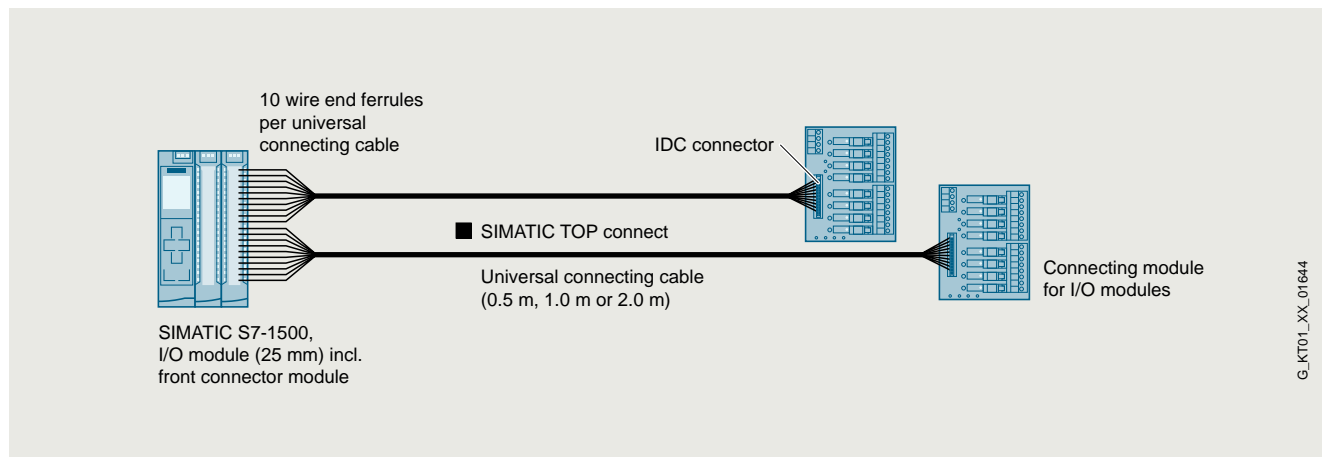 10 wire end ferrules
per universal
connecting cable
IDC connector
SIMATIC TOP connect
Universal connecting cable
(0.5 m, 1.0 m or 2.0 m)
Connecting module
for I/O modules
SIMATIC S7-1500,
I/O module (25 mm) incl.
front connector module
G_KT01_XX_01644